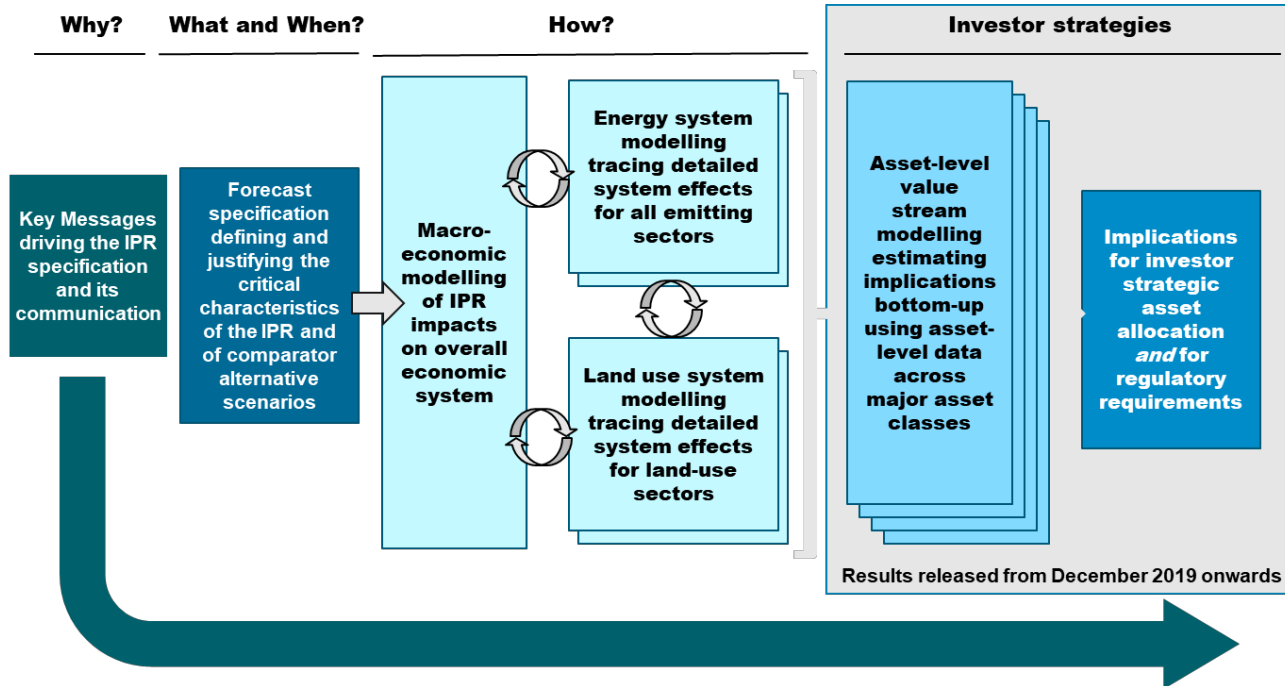 Why?
What and When?
How?
Investor strategies
Key Messages
driving the IPR
specification
and its
communication
Forecast
specification
defining and
justifying the
critical
characteristics
of the IPR and
of comparator
alternative
scenarios
Macro-
economic
modelling
of IPR
impacts
on overall
economic
system
Energy system
modelling
tracing detailed
system effects
for all emitting
sectors
Land use system
modelling
tracing detailed
system effects
for land-use
sectors
Asset-level
value
stream
modelling
estimating
implications
bottom-up
using asset-
level data
across
major asset
classes
Implications
for investor
strategic
asset
allocation
and for
regulatory
requirements
Results released from December 2019 onwards